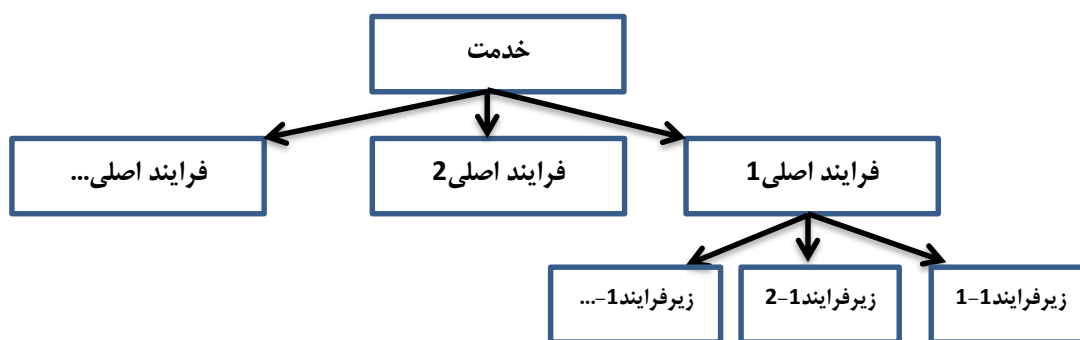 خدمت
فرایند اصلی1
فرایند اصلی2
فرایند اصلی...
زیرفرایند1-1
زیرفرایند1-2
زیرفرایند1-...